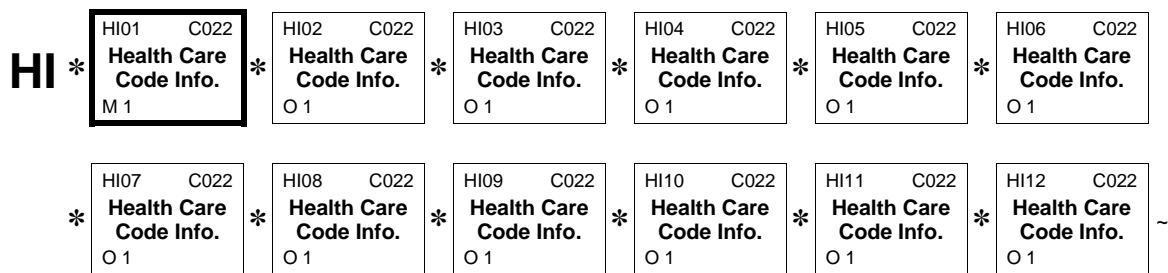 HI01 C022 HI02 C022 HI03 C022 HI04 C022 HI05 C022 HI06 C022
HI * Health Care * Health Care * Health Care * Health Care * Health Care * Health Care
Code Info. Code Info. Code Info. Code Info. Code Info. Code Info.
M 1 O 1 O 1 O 1 O 1 O 1
HI07 C022 HI08 C022 HI09 C022 HI10 C022 HI11 C022 HI12 C022
* Health Care * Health Care * Health Care * Health Care * Health Care * Health Care ~
Code Info. Code Info. Code Info. Code Info. Code Info. Code Info.
O 1 O 1 O 1 O 1 O 1 O 1